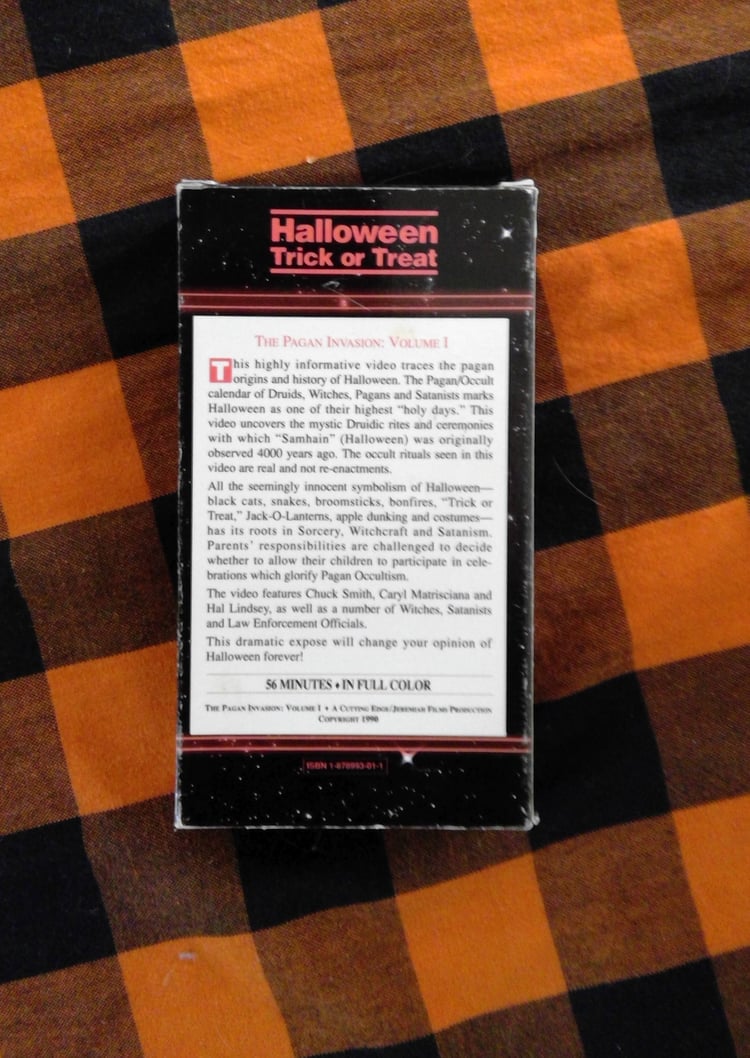 Halloween
Trick or Treat
THE PAGAN INVASION: VOLUME I
This highly informative video traces the pagan
origins and history of Halloween. The Pagan/Occult
calendar of Druids, Witches, Pagans and Satanists marks
Halloween as one of their highest “holy days.” This
video uncovers the mystic Druidic rites and ceremonies
with which “Samhain” (Halloween) was originally
observed 4000 years ago. The occult rituals seen in this
video are real and not re-enactments.
All the seemingly innocent symbolism of Halloween—
black cats, snakes, broomsticks, bonfires, “Trick or
Treat,” Jack-O-Lanterns, apple dunking and costumes—
has its roots in Sorcery, Witchcraft and Satanism.
Parents’ responsibilities are challenged to decide
whether to allow their children to participate in cele-
brations which glorify Pagan Occultism.
The video features Chuck Smith, Caryl Matrisciana and
Hal Lindsey, as well as a number of Witches, Satanists
and Law Enforcement Officials.
This dramatic expose will change your opinion of
Halloween forever!
56 MINUTES • IN FULL COLOR
THE PAGAN INVASION: VOLUME I • A CUTTING EDGE/JEREMIAH FILMS PRODUCTION
COPYRIGHT 1990
ISBN 1-878993-01-1